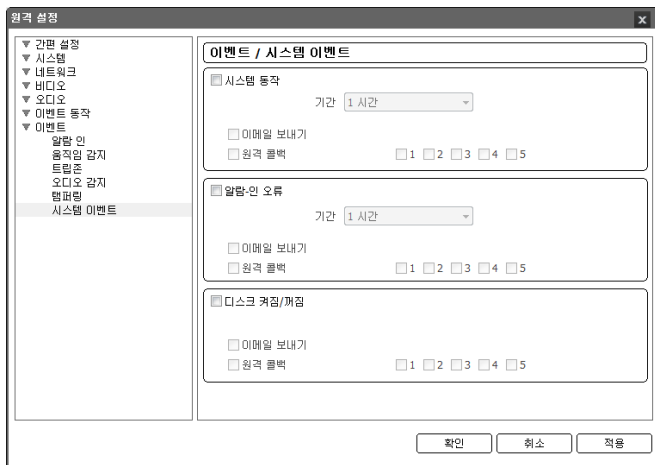 원격 설정
간편 설정
시스템
네트워크
비디오
오디오
이벤트 동작
이벤트
알람 인
움직임 감지
트립존
오디오 감지
탬퍼링
시스템 이벤트
이벤트 / 시스템 이벤트
시스템 동작
기간 1 시간
이메일 보내기
원격 콜백 1 2 3 4 5
알람-인 오류
기간 1 시간
이메일 보내기
원격 콜백 1 2 3 4 5
디스크 켜짐/꺼짐
이메일 보내기
원격 콜백 1 2 3 4 5
확인 취소 적용